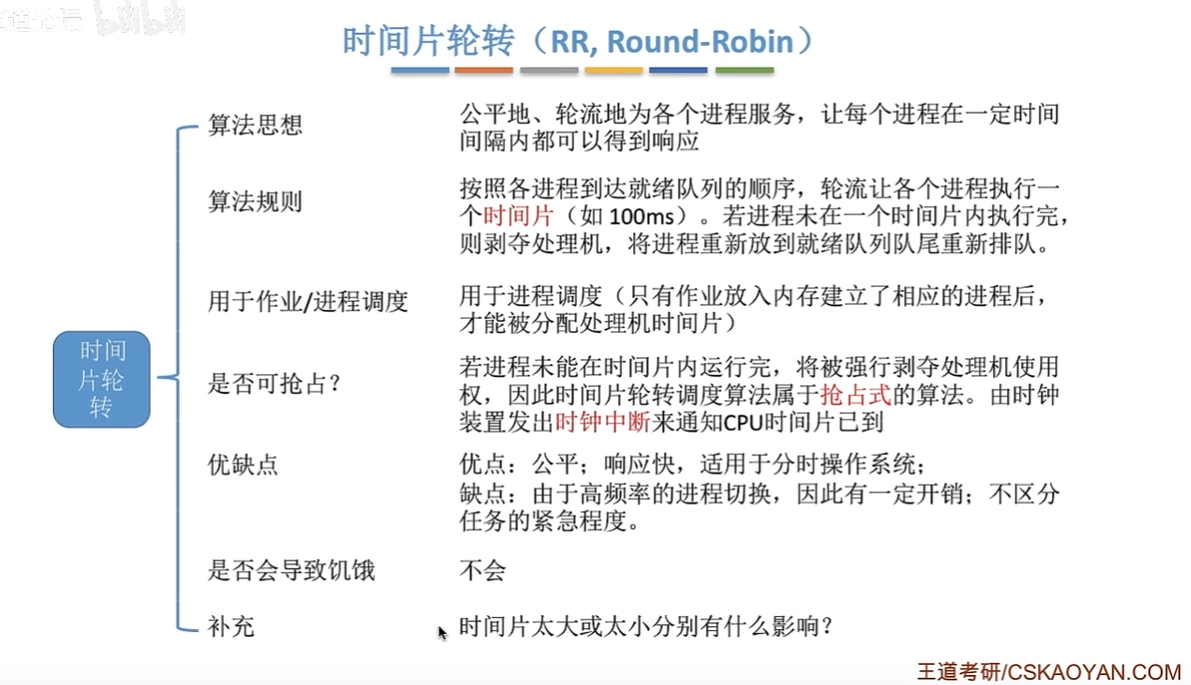 王道论坛 bilibili
时间片轮转（RR, Round-Robin）
算法思想
公平地、轮流地为各个进程服务，让每个进程在一定时间
间隔内都可以得到响应
算法规则
按照各进程到达就绪队列的顺序，轮流让各个进程执行一
个时间片（如 100ms）。若进程未在一个时间片内执行完，
则剥夺处理机，将进程重新放到就绪队列队尾重新排队。
用于作业/进程调度
用于进程调度（只有作业放入内存建立了相应的进程后，
才能被分配处理机时间片）
时间
片轮
转
是否可抢占？
若进程未能在时间片内运行完，将被强行剥夺处理机使用
权，因此时间片轮转调度算法属于抢占式的算法。由时钟
装置发出时钟中断来通知CPU时间片已到
优缺点
优点：公平；响应快，适用于分时操作系统；
缺点：由于高频率的进程切换，因此有一定开销；不区分
任务的紧急程度。
是否会导致饥饿
不会
补充
时间片太大或太小分别有什么影响？
王道考研/CSKAOYAN.COM